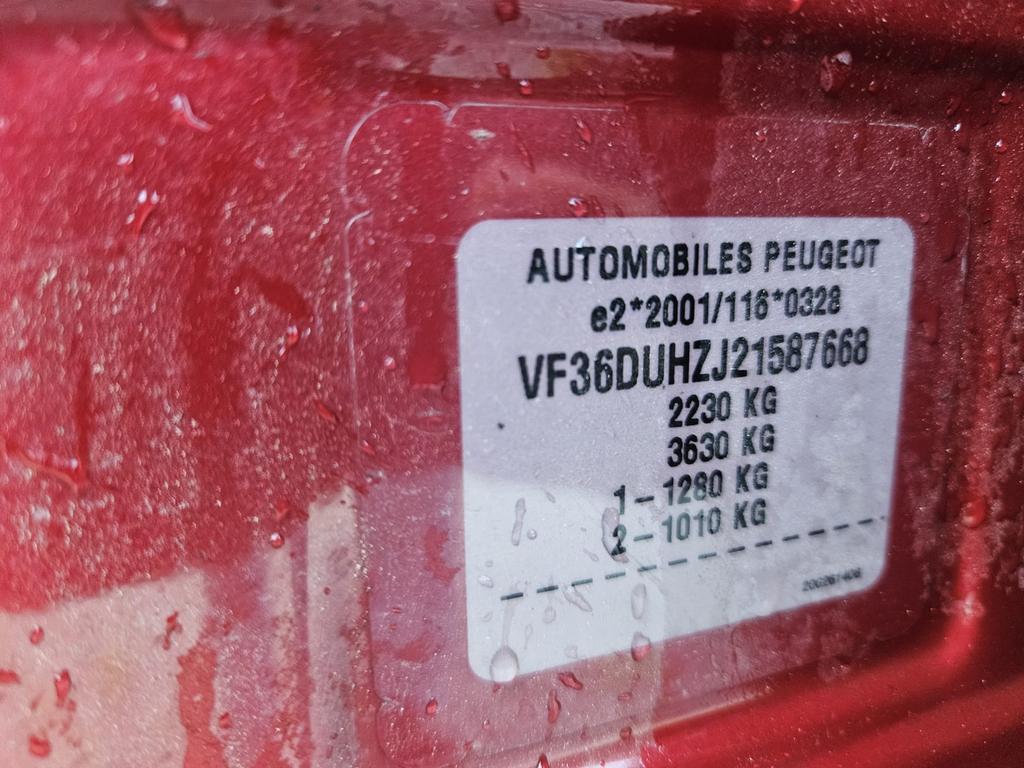 AUTOMOBILES PEUGEOT
e2*2001/116*0328
VF36DUHZJ21587668
2230 KG
3630 KG
1 - 1280 KG
2 - 1010 KG